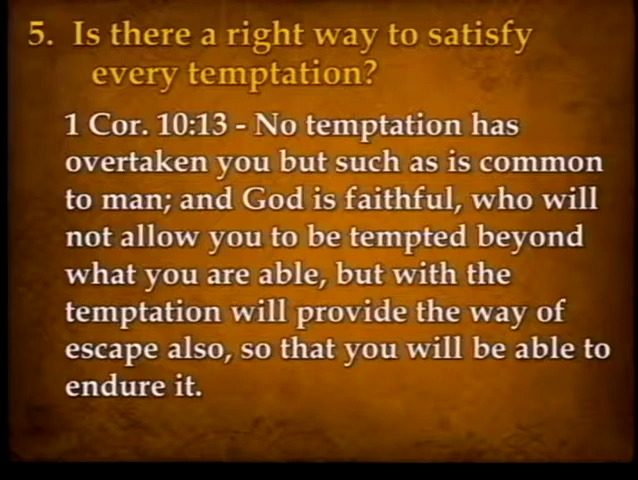 5. Is there a right way to satisfy
every temptation?
1 Cor. 10:13 - No temptation has
overtaken you but such as is common
to man; and God is faithful, who will
not allow you to be tempted beyond
what you are able, but with the
temptation will provide the way of
escape also, so that you will be able to
endure it.